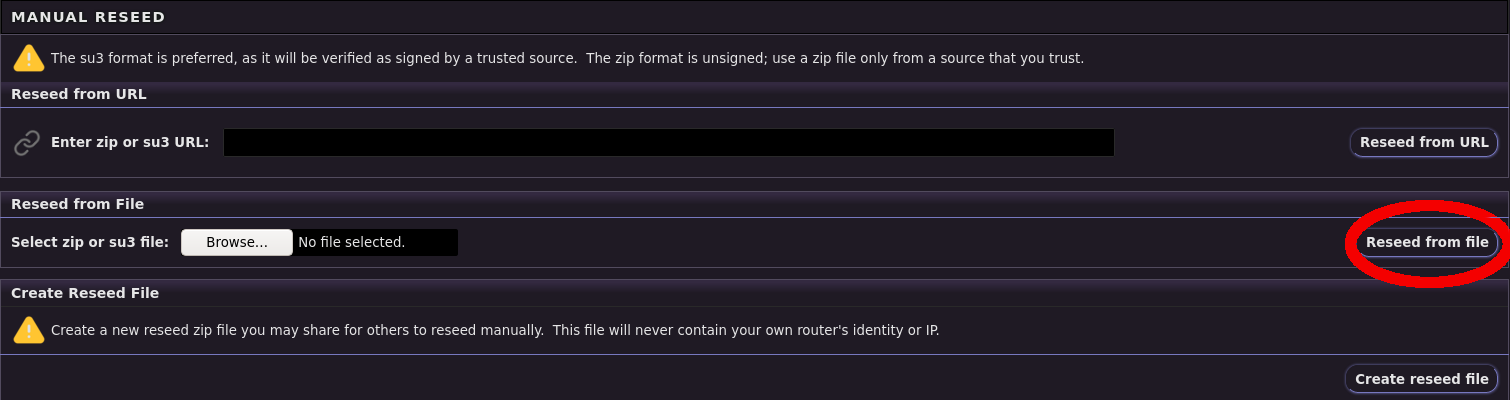 MANUAL RESEED
The su3 format is preferred, as it will be verified as signed by a trusted source.  The zip format is unsigned; use a zip file only from a source that you trust.
Reseed from URL
Enter zip or su3 URL:
Reseed from URL
Reseed from File
Select zip or su3 file: Browse... No file selected.
Reseed from file
Create Reseed File
Create a new reseed zip file you may share for others to reseed manually.  This file will never contain your own router's identity or IP.
Create reseed file